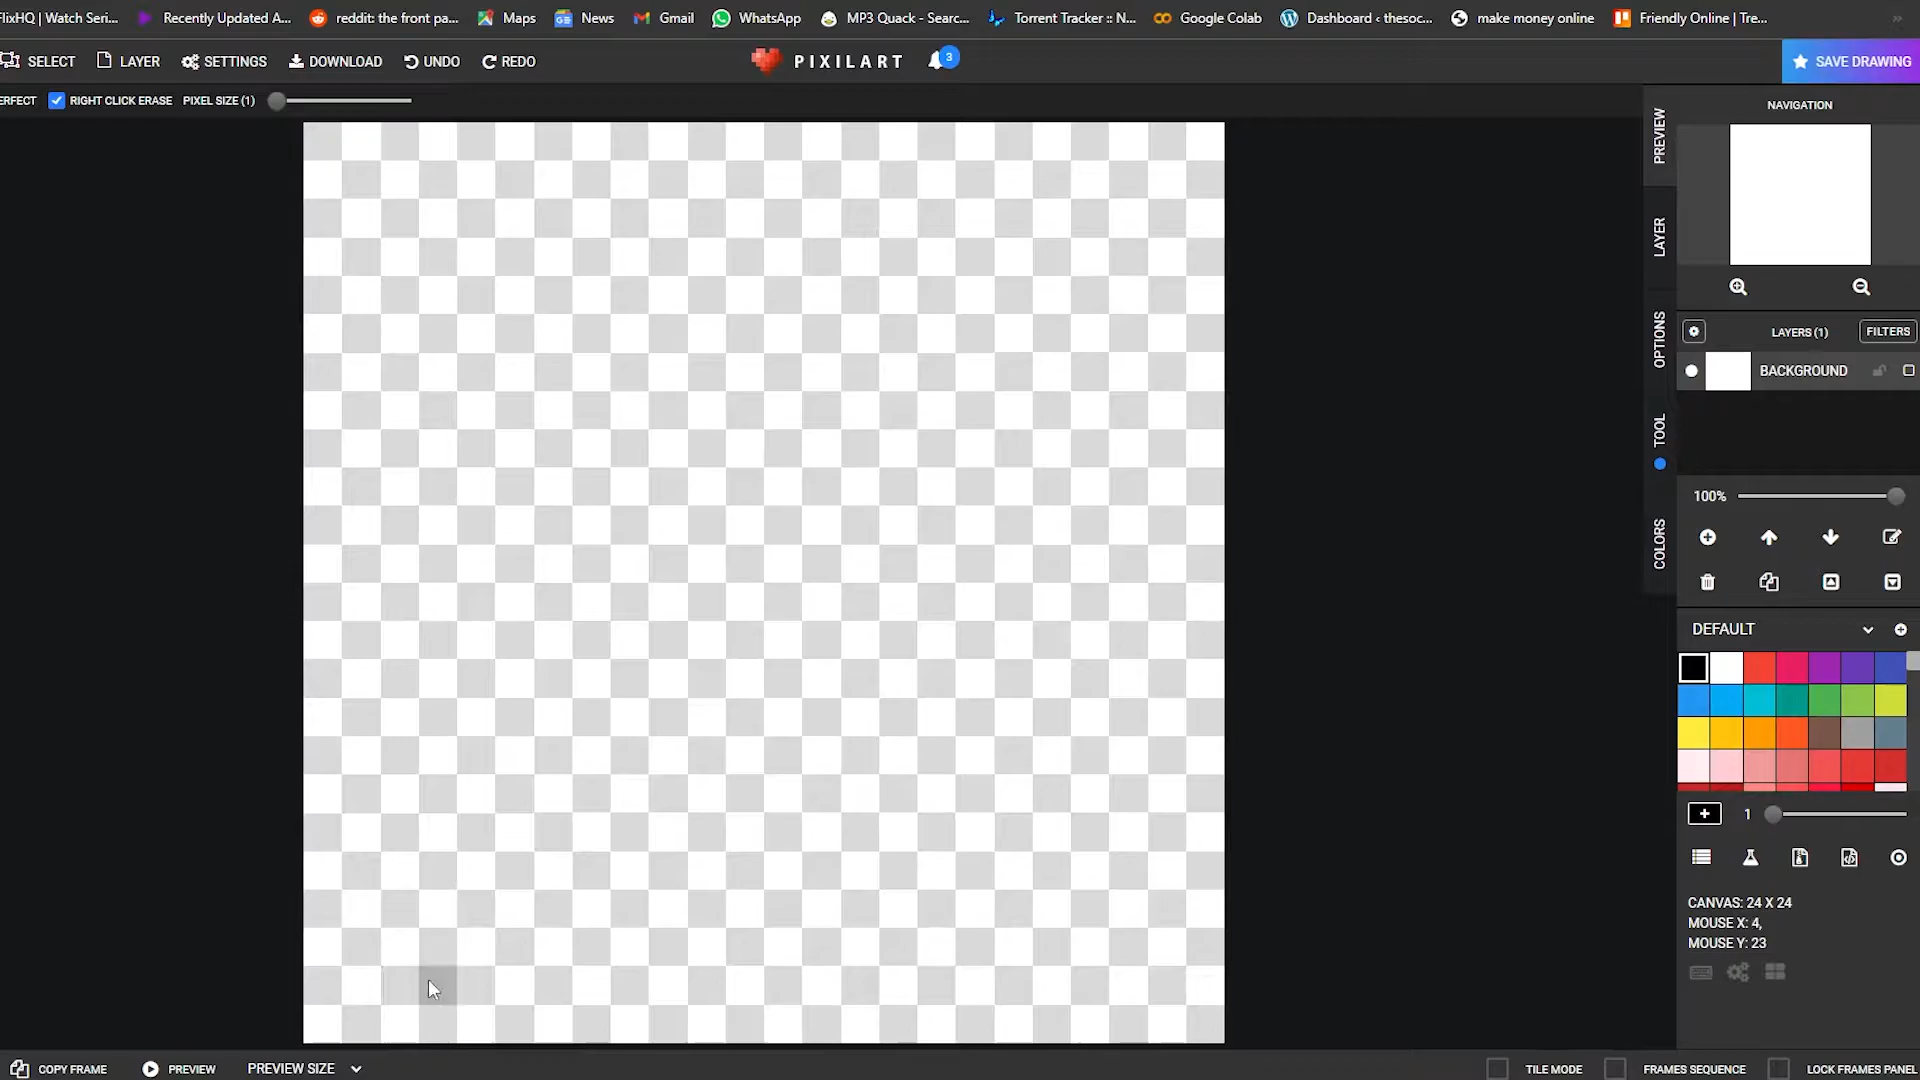 FlixHQ | Watch Seri... Recently Updated A... reddit: the front pa... Maps News Gmail WhatsApp MP3 Quack - Searc... Torrent Tracker :: N... Google Colab Dashboard ‹ thesoc... make money online Friendly Online | Tre...
SELECT LAYER SETTINGS DOWNLOAD UNDO REDO PIXILART 3 SAVE DRAWING
ERFECT RIGHT CLICK ERASE PIXEL SIZE (1)
NAVIGATION
PREVIEW
LAYER
OPTIONS
TOOL
COLORS
LAYERS (1) FILTERS
BACKGROUND
100%
DEFAULT
1
CANVAS: 24 X 24
MOUSE X: 4,
MOUSE Y: 23
COPY FRAME PREVIEW PREVIEW SIZE TILE MODE FRAMES SEQUENCE LOCK FRAMES PANEL